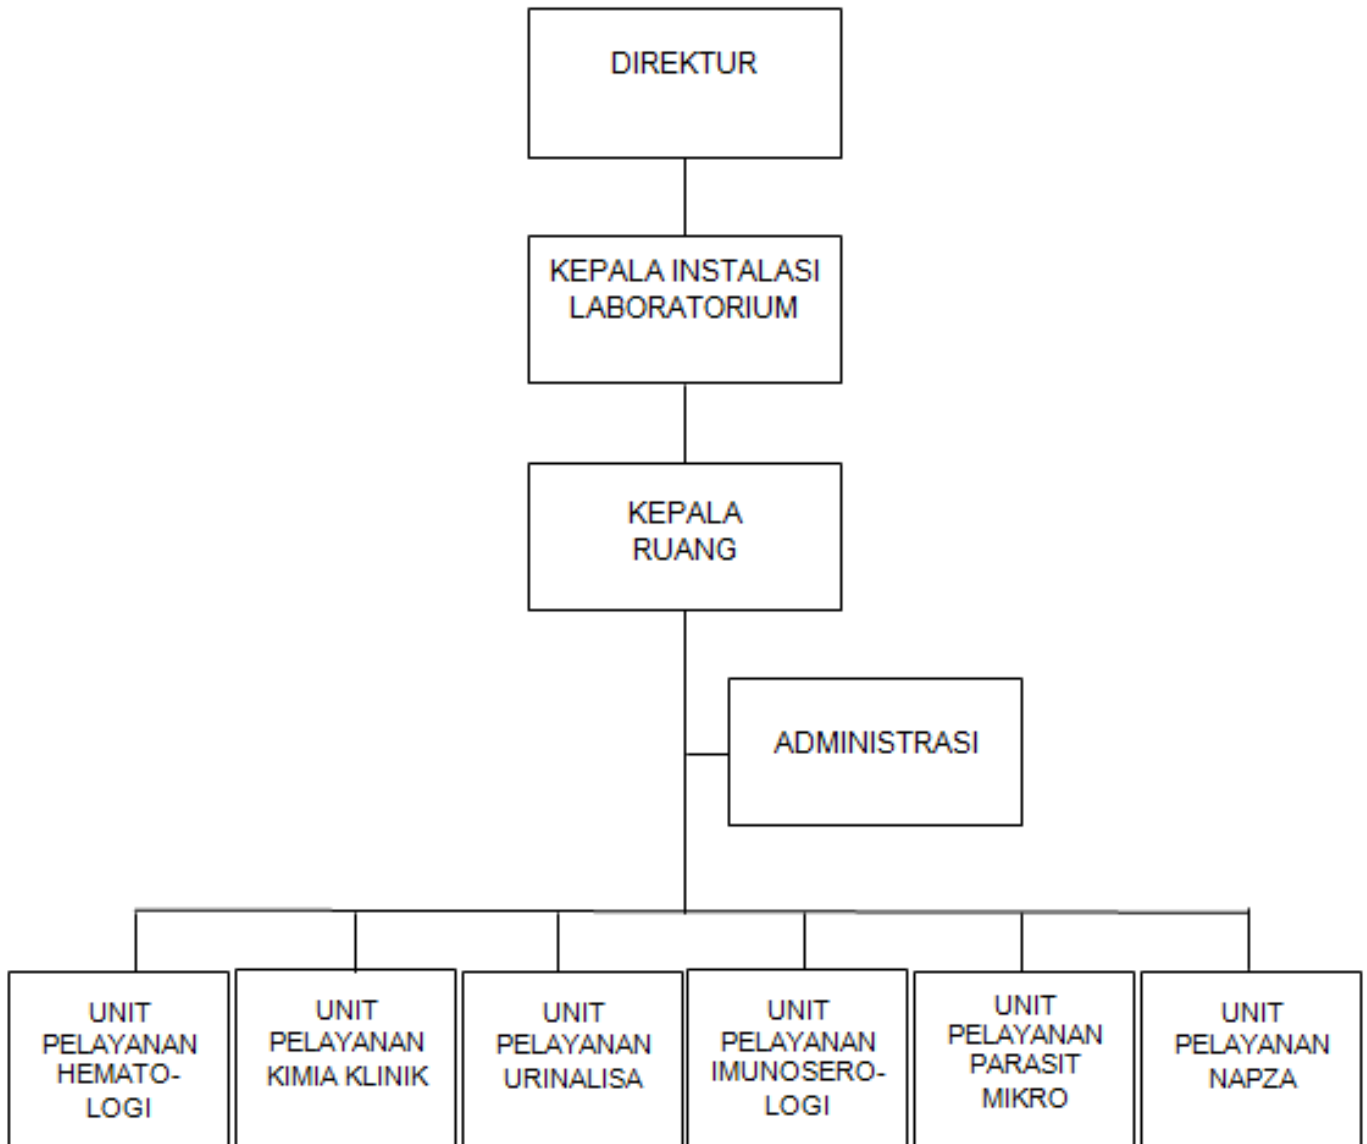 DIREKTUR
KEPALA INSTALASI
LABORATORIUM
KEPALA
RUANG
ADMINISTRASI
UNIT
PELAYANAN
HEMATO-
LOGI
UNIT
PELAYANAN
KIMIA KLINIK
UNIT
PELAYANAN
URINALISA
UNIT
PELAYANAN
IMUNOSERO-
LOGI
UNIT
PELAYANAN
PARASIT
MIKRO
UNIT
PELAYANAN
NAPZA